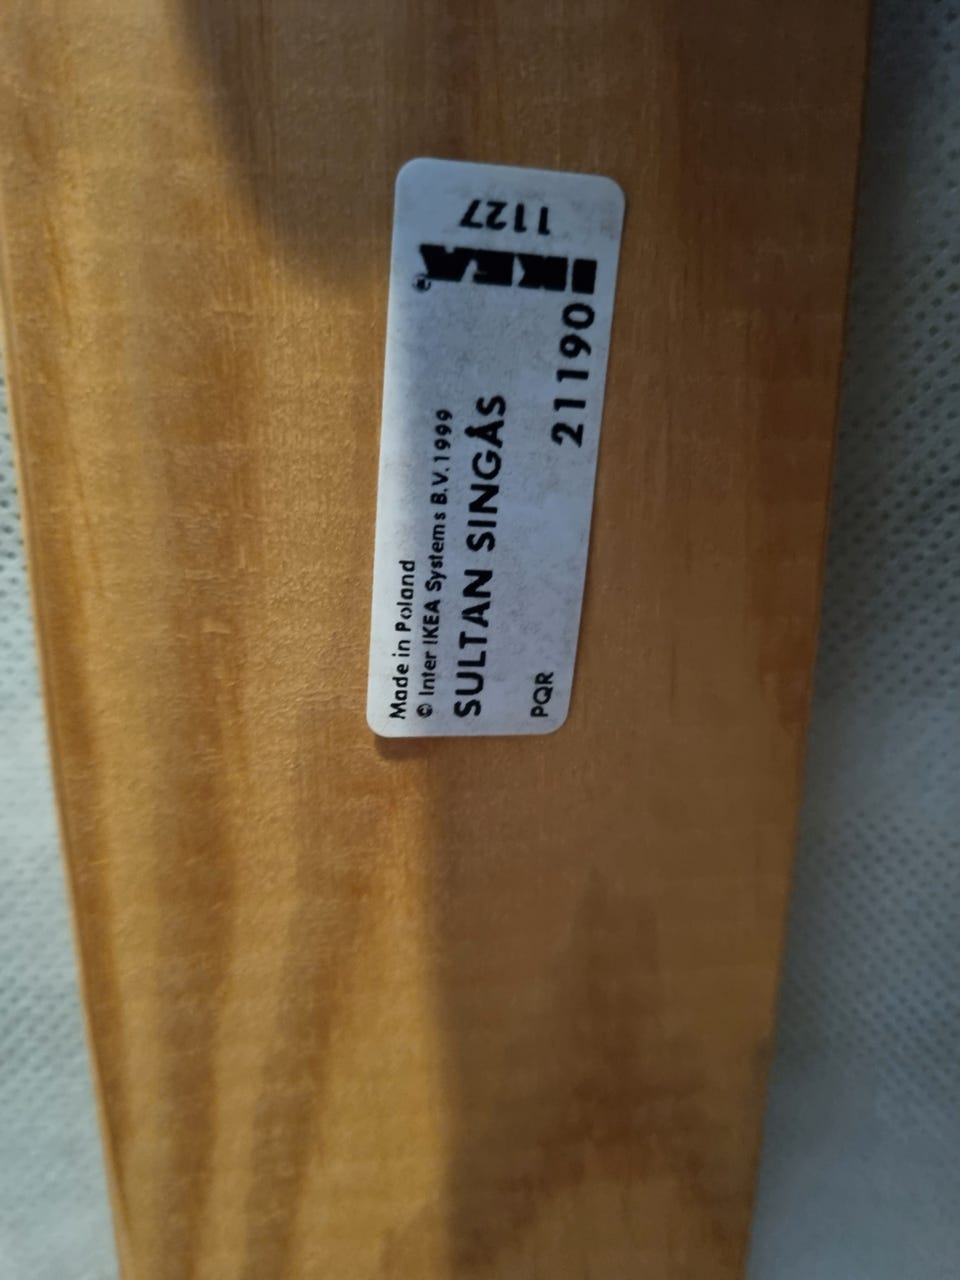 Made in Poland
© Inter IKEA Systems B.V.1999
SULTAN SINGÅS
21190
PQR
IKEA®
1127